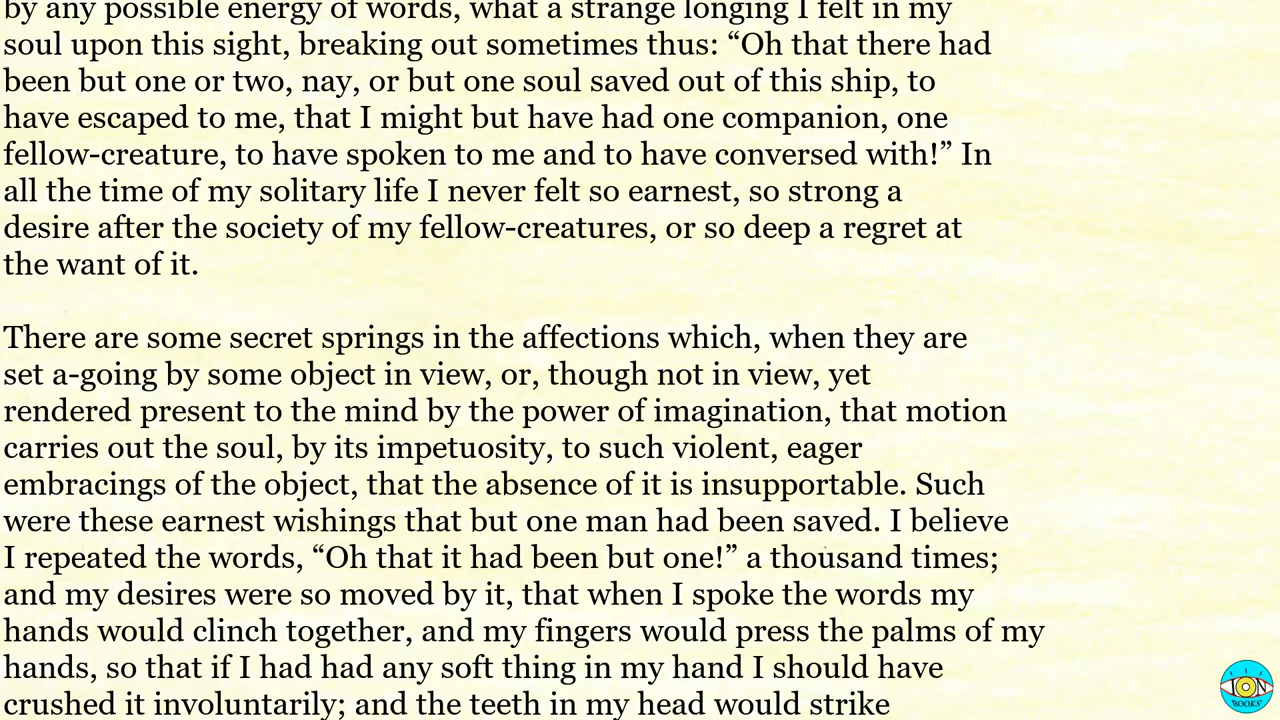 by any possible energy of words, what a strange longing I felt in my
soul upon this sight, breaking out sometimes thus: “Oh that there had
been but one or two, nay, or but one soul saved out of this ship, to
have escaped to me, that I might but have had one companion, one
fellow-creature, to have spoken to me and to have conversed with!” In
all the time of my solitary life I never felt so earnest, so strong a
desire after the society of my fellow-creatures, or so deep a regret at
the want of it.
There are some secret springs in the affections which, when they are
set a-going by some object in view, or, though not in view, yet
rendered present to the mind by the power of imagination, that motion
carries out the soul, by its impetuosity, to such violent, eager
embracings of the object, that the absence of it is insupportable. Such
were these earnest wishings that but one man had been saved. I believe
I repeated the words, “Oh that it had been but one!” a thousand times;
and my desires were so moved by it, that when I spoke the words my
hands would clinch together, and my fingers would press the palms of my
hands, so that if I had had any soft thing in my hand I should have
crushed it involuntarily; and the teeth in my head would strike
ION
BOOKS